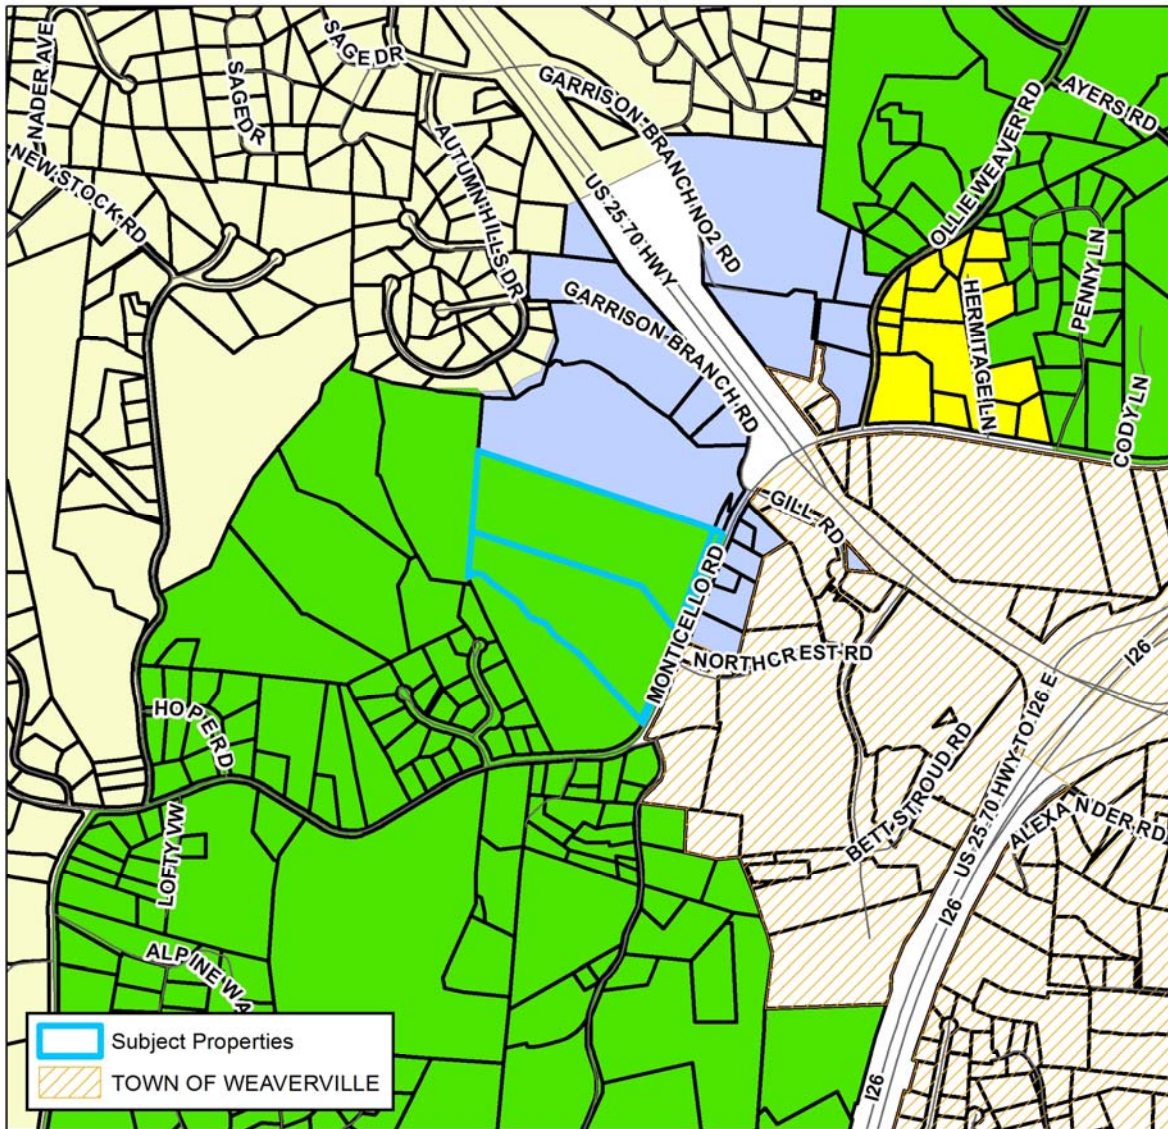 NADER AVE
SAGE DR
SAGE DR
GARRISON-BRANCH NO2 RD
AYERS RD
NEW STOCK RD
AUTUMN HILLS DR
US 25 70 HWY
OLLIE WEAVER RD
PENNY LN
HERMITAGE LN
GARRISON-BRANCH RD
CODY LN
GILL RD
MONTICELLO RD
NORTHCREST RD
I26
HOPE RD
BETT STROUD RD
US 25 70 HWY TO I26 E
ALEXANDER RD
LOFTY VW
I26
ALPINE WA
I26
Subject Properties
TOWN OF WEAVERVILLE